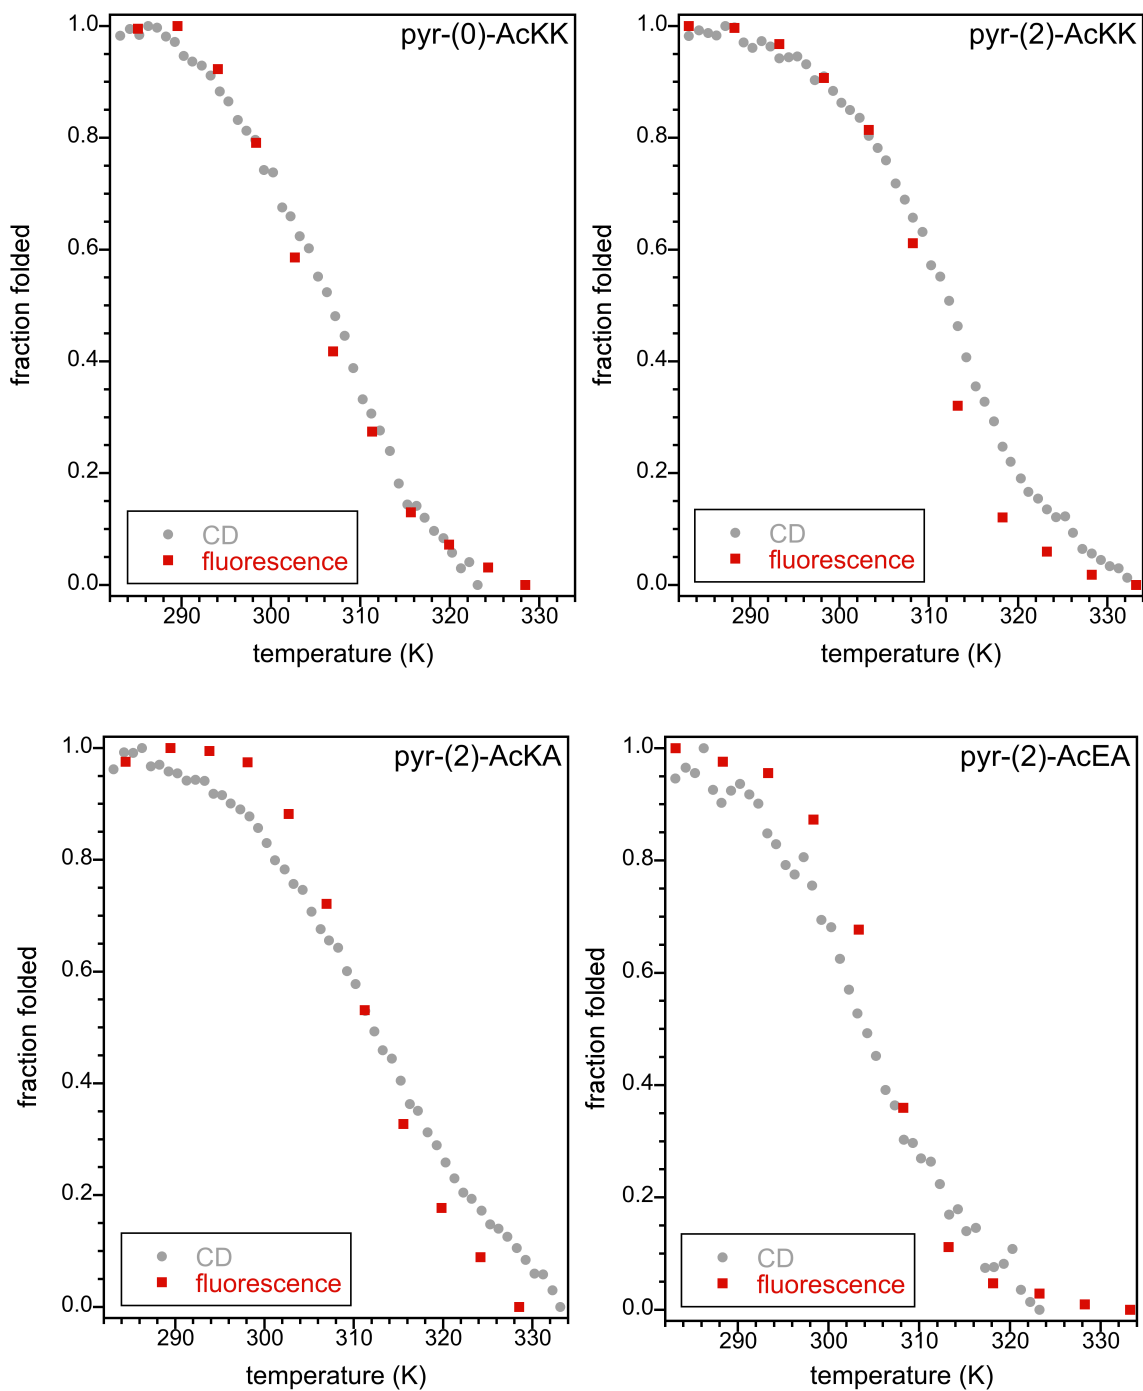 pyr-(0)-AcKK
1.0
0.8
0.6
0.4
0.2
0.0
fraction folded
CD
fluorescence
290 300 310 320 330
temperature (K)
pyr-(2)-AcKK
1.0
0.8
0.6
0.4
0.2
0.0
fraction folded
CD
fluorescence
290 300 310 320 330
temperature (K)
pyr-(2)-AcKA
1.0
0.8
0.6
0.4
0.2
0.0
fraction folded
CD
fluorescence
290 300 310 320 330
temperature (K)
pyr-(2)-AcEA
1.0
0.8
0.6
0.4
0.2
0.0
fraction folded
CD
fluorescence
290 300 310 320 330
temperature (K)